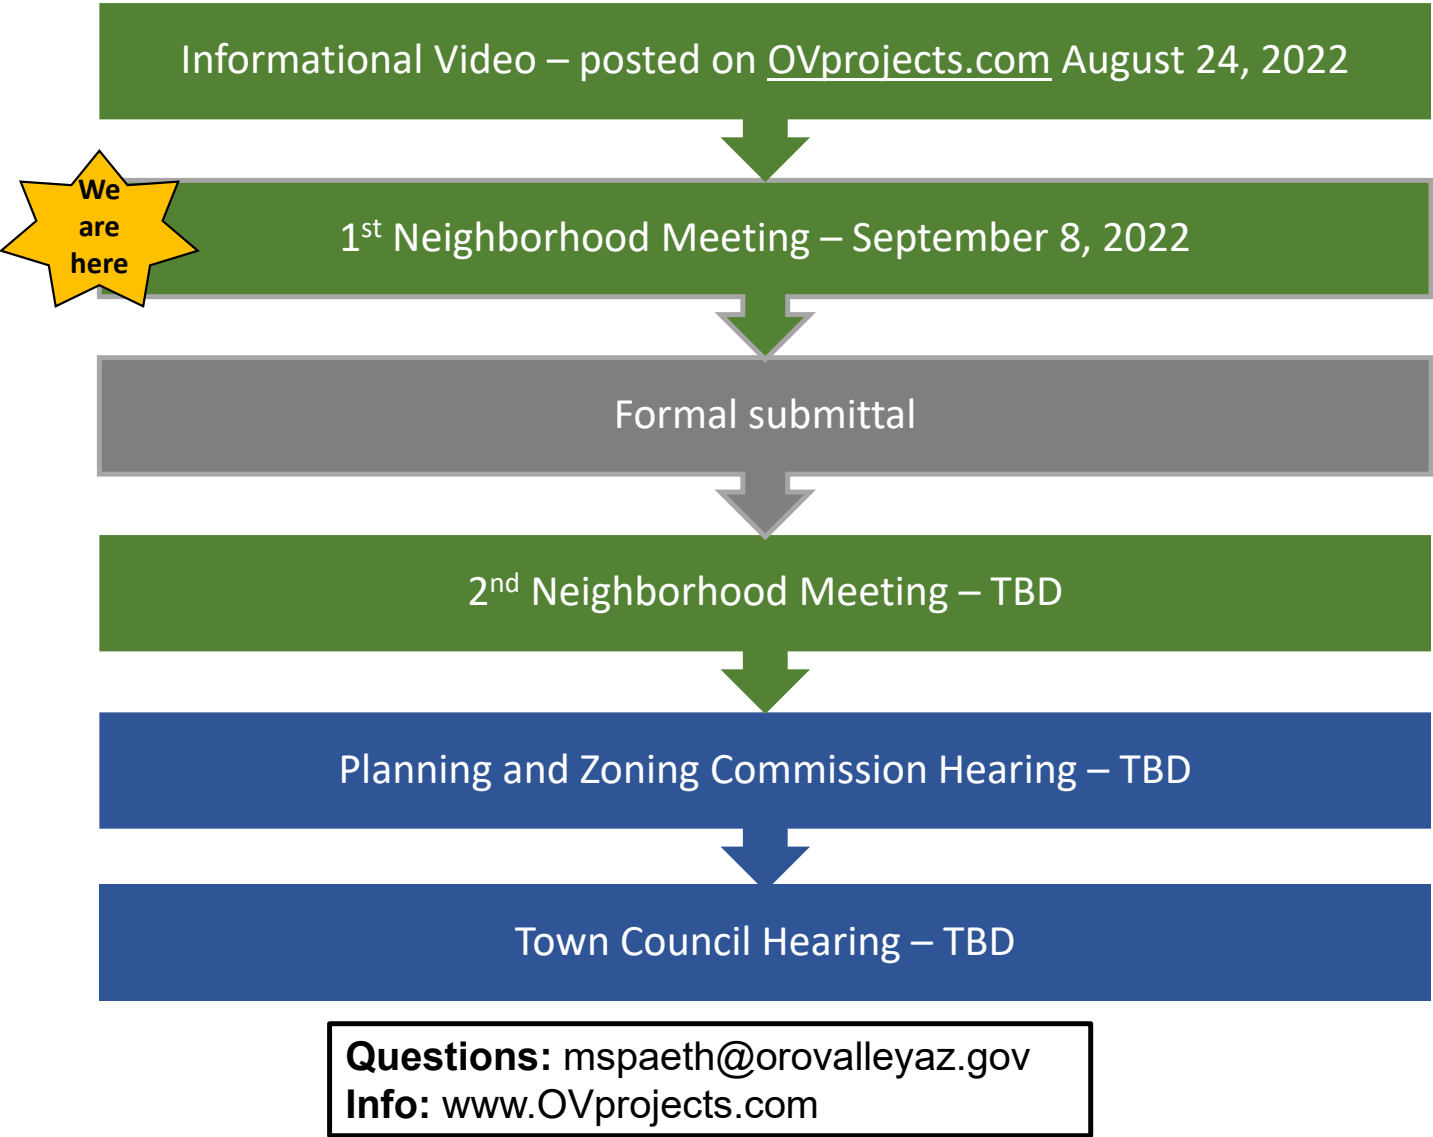 Informational Video – posted on OVprojects.com August 24, 2022
We
are
here
1st Neighborhood Meeting – September 8, 2022
Formal submittal
2nd Neighborhood Meeting – TBD
Planning and Zoning Commission Hearing – TBD
Town Council Hearing – TBD
Questions: mspaeth@orovalleyaz.gov
Info: www.OVprojects.com